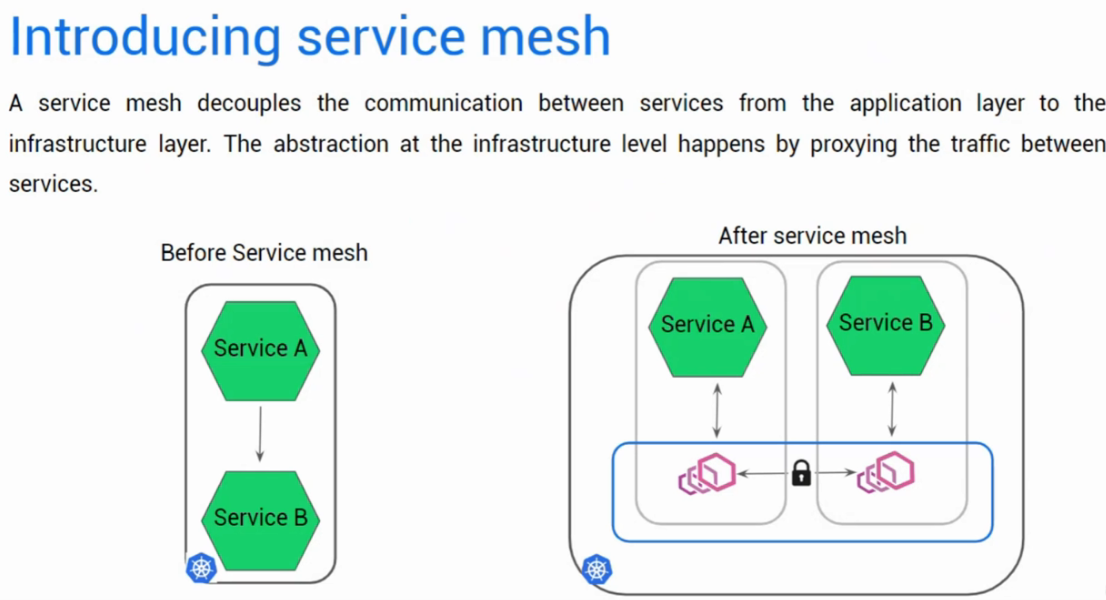 Introducing service mesh
A service mesh decouples the communication between services from the application layer to the
infrastructure layer. The abstraction at the infrastructure level happens by proxying the traffic between
services.
Before Service mesh
Service A
Service B
After service mesh
Service A
Service B